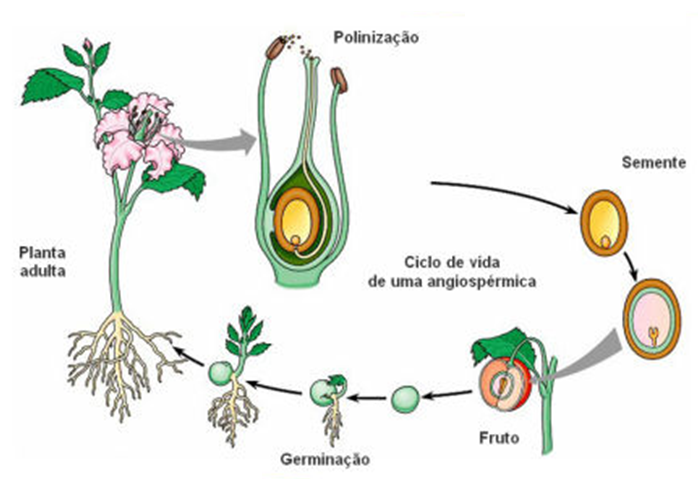 Polinização
Semente
Planta
adulta
Ciclo de vida
de uma angiospérmica
Fruto
Germinação